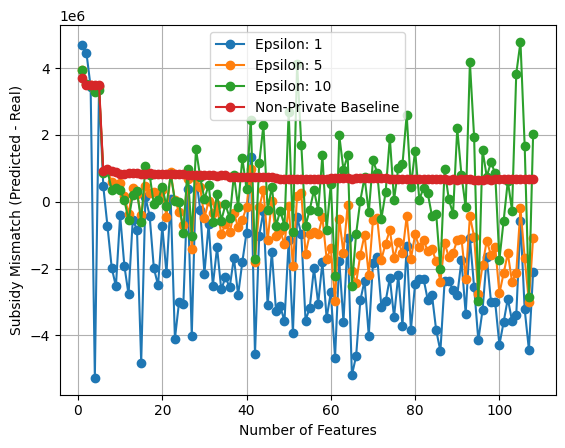 1e6
Epsilon: 1
Epsilon: 5
Epsilon: 10
Non-Private Baseline
4
2
0
−2
−4
Subsidy Mismatch (Predicted - Real)
0 20 40 60 80 100
Number of Features